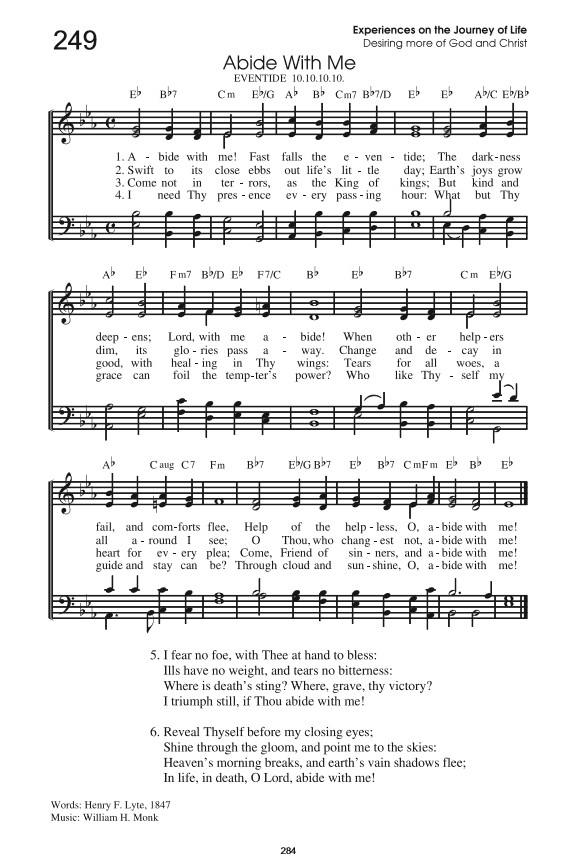 249
Experiences on the Journey of Life
Desiring more of God and Christ
Abide With Me
EVENTIDE 10.10.10.10.
E♭ B♭7 Cm E♭/G A♭ B♭ Cm7 B♭7/D E♭ E♭ A♭/C E♭/B♭
1. A - bide with me! Fast falls the e - ven - tide; The dark-ness
2. Swift to its close ebbs out life's lit - tle day; Earth's joys grow
3. Come not in ter - rors, as the King of kings; But kind and
4. I need Thy pres - ence ev - ery pass - ing hour: What but Thy
A♭ E♭ Fm7 B♭/D E♭ F7/C B♭ E♭ B♭7 Cm E♭/G
deep - ens; Lord, with me a - bide! When oth - er help - ers
dim, its glo - ries pass a - way. Change and de - cay in
good, with heal - ing in Thy wings: Tears for all woes, a
grace can foil the temp-ter's power? Who like Thy - self my
A♭ C aug C7 Fm B♭7 E♭/G B♭7 E♭ B♭7 Cm Fm E♭ B♭ E♭
fail, and com-forts flee, Help of the help - less, O, a - bide with me!
all a - round I see; O Thou, who chang - est not, a - bide with me!
heart for ev - ery plea; Come, Friend of sin - ners, and a - bide with me!
guide and stay can be? Through cloud and sun - shine, O, a - bide with me!
5. I fear no foe, with Thee at hand to bless:
Ills have no weight, and tears no bitterness:
Where is death's sting? Where, grave, thy victory?
I triumph still, if Thou abide with me!
6. Reveal Thyself before my closing eyes;
Shine through the gloom, and point me to the skies:
Heaven's morning breaks, and earth's vain shadows flee;
In life, in death, O Lord, abide with me!
Words: Henry F. Lyte, 1847
Music: William H. Monk
284